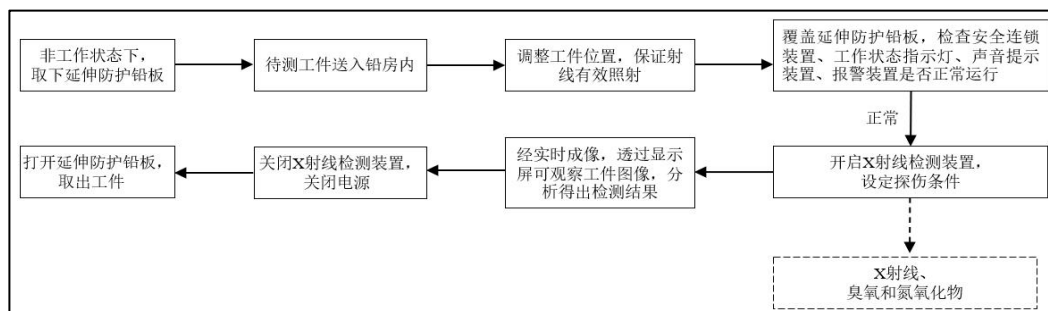 非工作状态下，
取下延伸防护铅板
待测工件送入铅房内
调整工件位置，保证射
线有效照射
覆盖延伸防护铅板，检查安全连锁
装置、工作状态指示灯、声音提示
装置、报警装置是否正常运行
正常
开启X射线检测装置，
设定探伤条件
经实时成像，透过显示
屏可观察工件图像，分
析得出检测结果
关闭X射线检测装置，
关闭电源
打开延伸防护铅板，
取出工件
X射线、
臭氧和氮氧化物